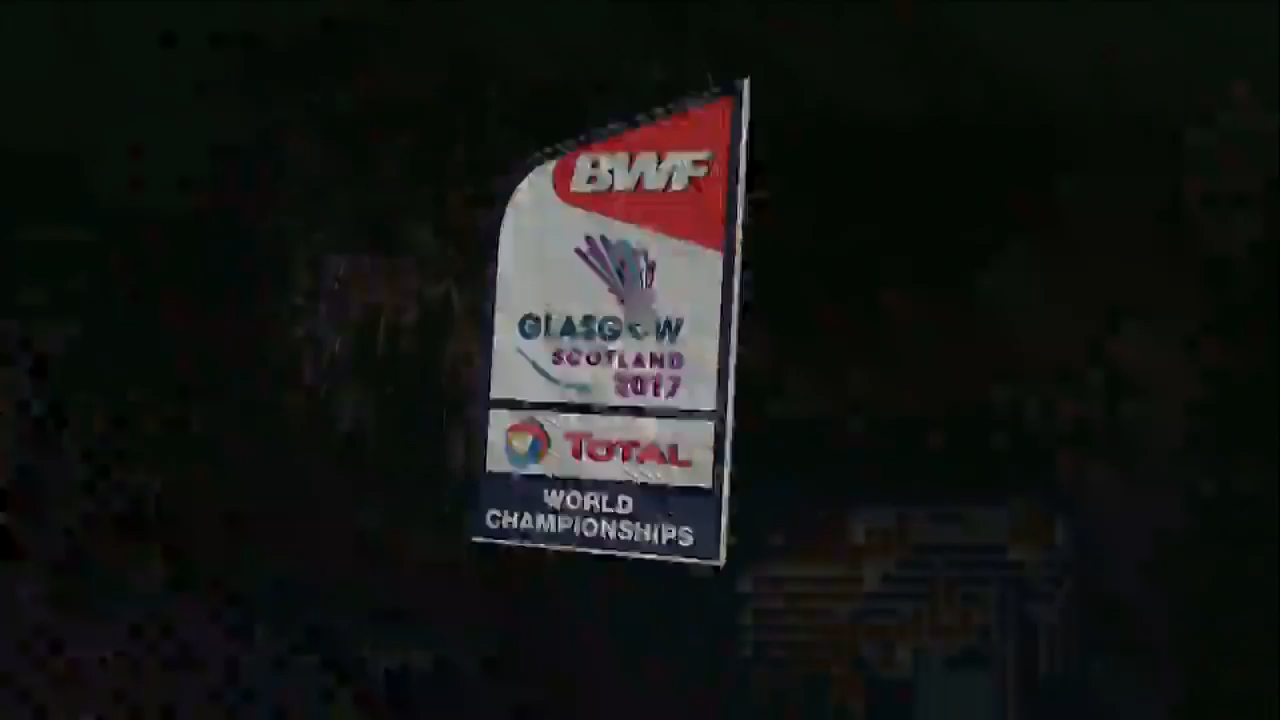 BWF
GLASGOW
SCOTLAND
2017
TOTAL
WORLD
CHAMPIONSHIPS